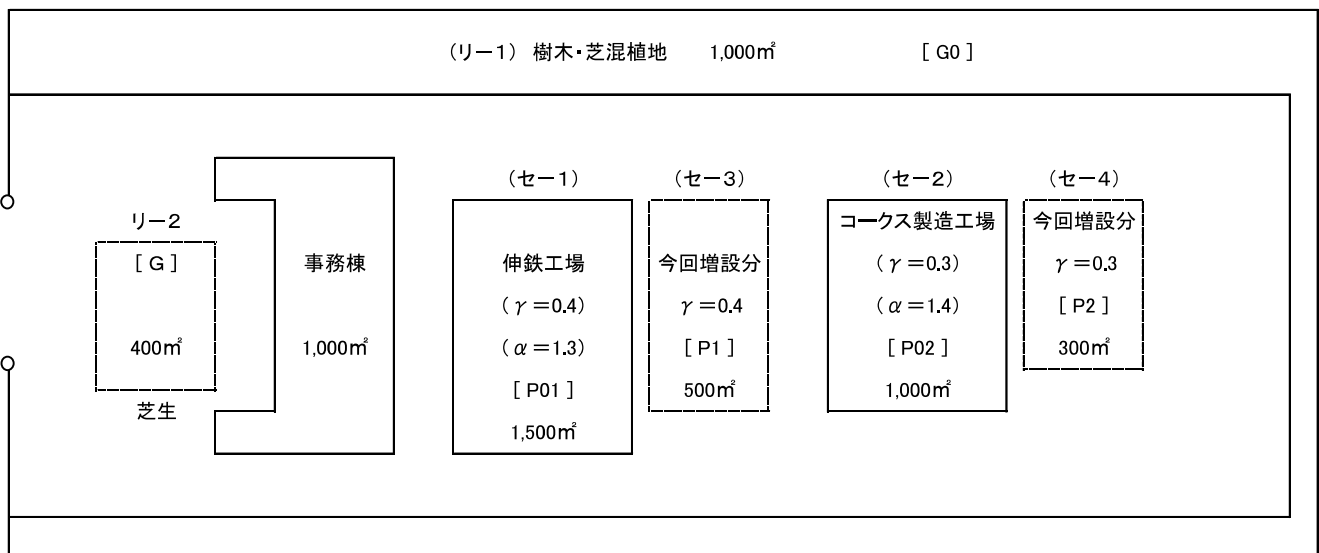 (リー1) 樹木・芝混植地 1,000㎡ [ G0 ]
リー2
[ G ]
400㎡
芝生
事務棟
1,000㎡
(セー1)
伸鉄工場
(γ=0.4)
(α=1.3)
[ P01 ]
1,500㎡
(セー3)
今回増設分
γ=0.4
[ P1 ]
500㎡
(セー2)
コークス製造工場
(γ=0.3)
(α=1.4)
[ P02 ]
1,000㎡
(セー4)
今回増設分
γ=0.3
[ P2 ]
300㎡